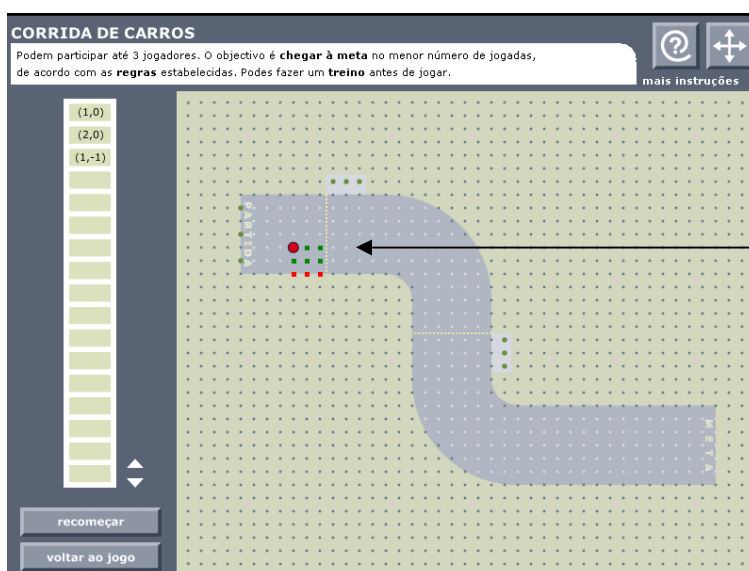 CORRIDA DE CARROS
Podem participar até 3 jogadores. O objectivo é chegar à meta no menor número de jogadas,
de acordo com as regras estabelecidas. Podes fazer um treino antes de jogar.
mais instruções
(1,0)
(2,0)
(1,-1)
PARTIDA
META
recomeçar
voltar ao jogo